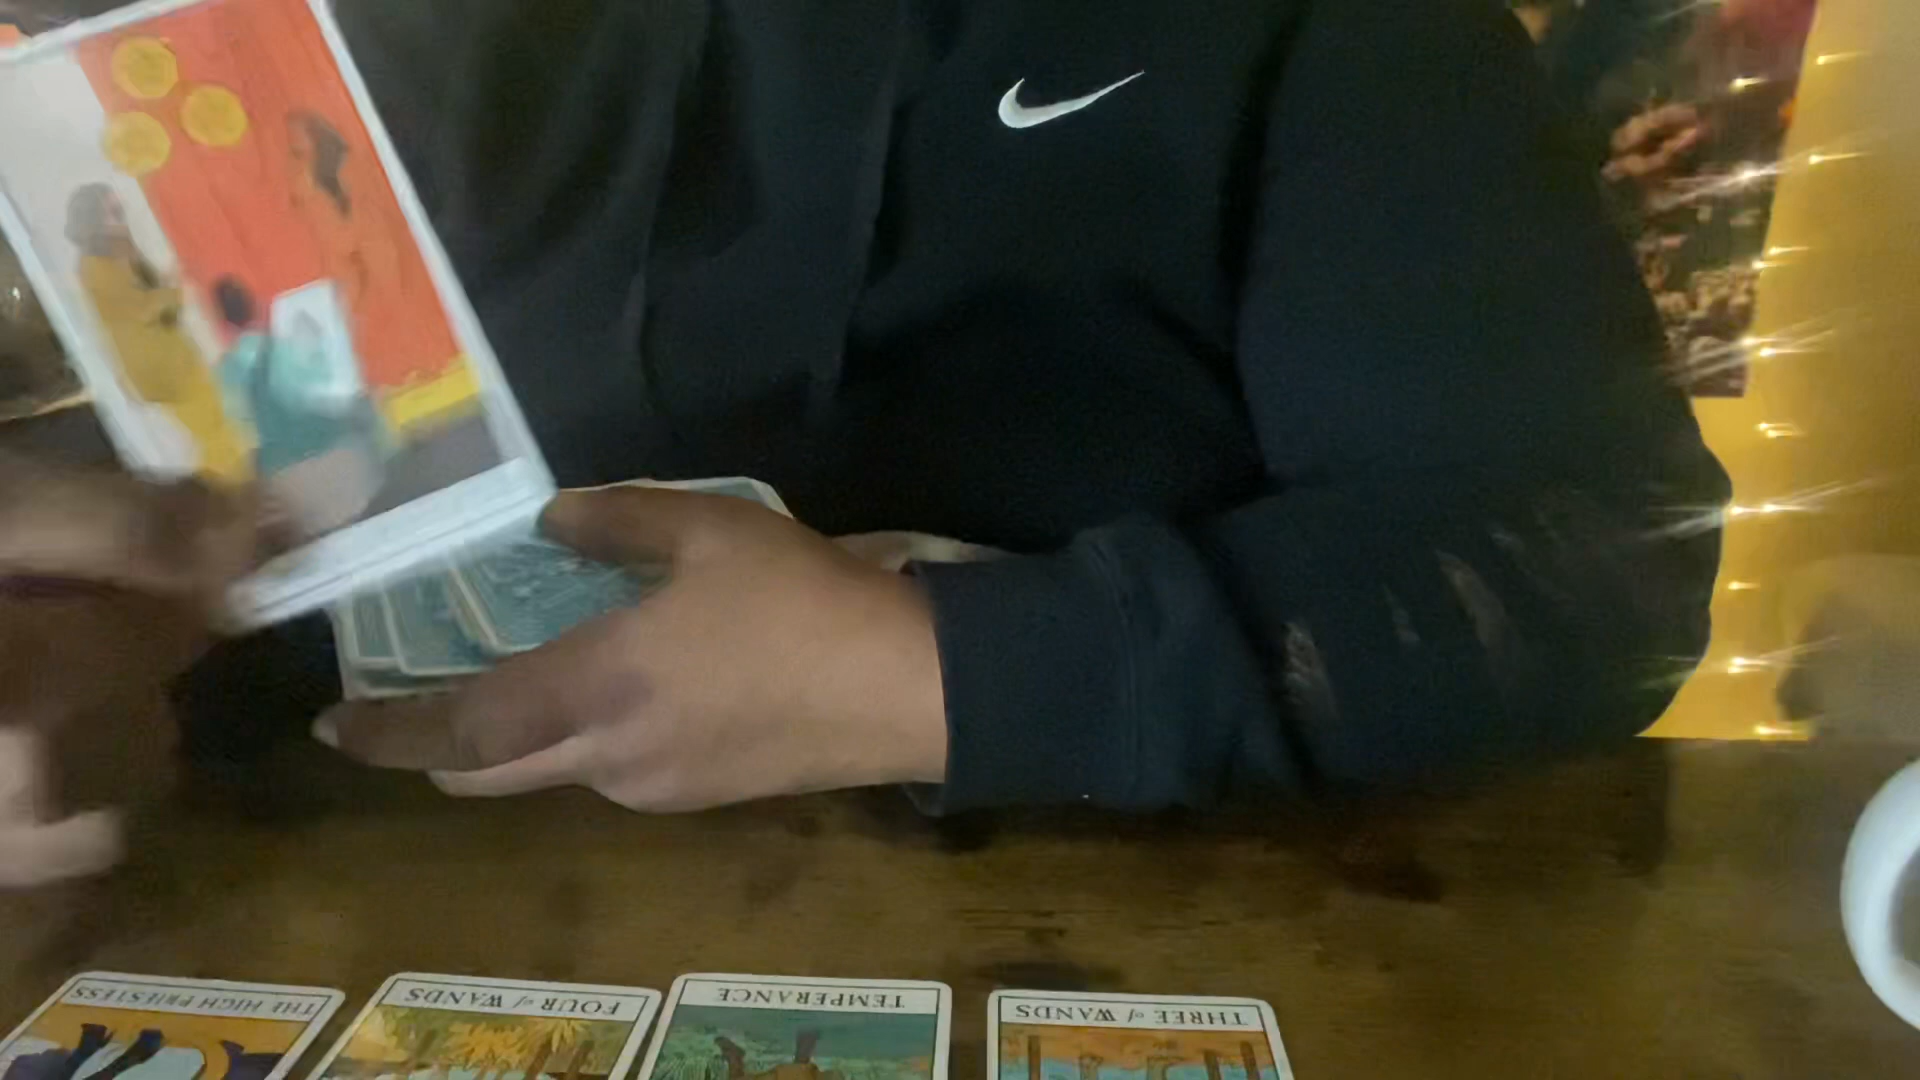 THE HIGH PRIESTESS
FOUR of WANDS
TEMPERANCE
THREE of WANDS